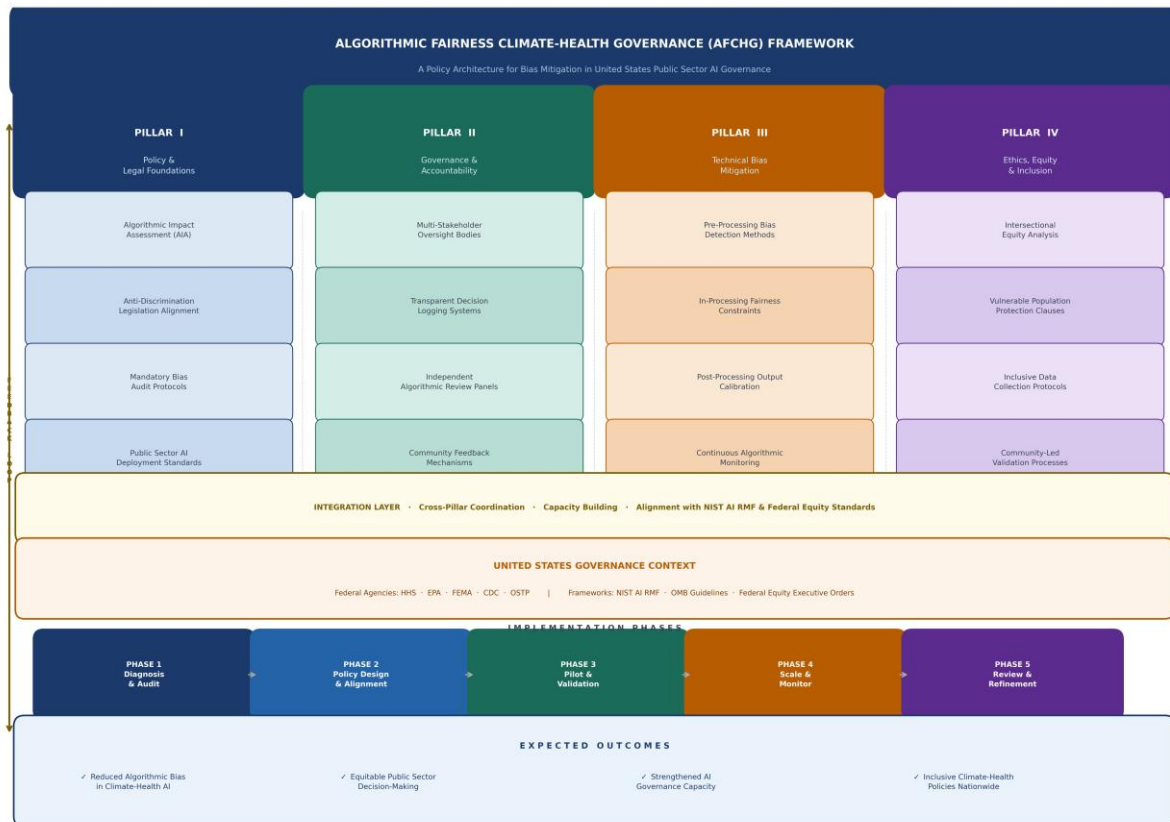 ALGORITHMIC FAIRNESS CLIMATE-HEALTH GOVERNANCE (AFCHG) FRAMEWORK
A Policy Architecture for Bias Mitigation in United States Public Sector AI Governance
PILLAR I
Policy &
Legal Foundations
Algorithmic Impact
Assessment (AIA)
Anti-Discrimination
Legislation Alignment
Mandatory Bias
Audit Protocols
Public Sector AI
Deployment Standards
PILLAR II
Governance &
Accountability
Multi-Stakeholder
Oversight Bodies
Transparent Decision
Logging Systems
Independent
Algorithmic Review Panels
Community Feedback
Mechanisms
PILLAR III
Technical Bias
Mitigation
Pre-Processing Bias
Detection Methods
In-Processing Fairness
Constraints
Post-Processing Output
Calibration
Continuous Algorithmic
Monitoring
PILLAR IV
Ethics, Equity
& Inclusion
Intersectional
Equity Analysis
Vulnerable Population
Protection Clauses
Inclusive Data
Collection Protocols
Community-Led
Validation Processes
INTEGRATION LAYER · Cross-Pillar Coordination · Capacity Building · Alignment with NIST AI RMF & Federal Equity Standards
UNITED STATES GOVERNANCE CONTEXT
Federal Agencies: HHS · EPA · FEMA · CDC · OSTP | Frameworks: NIST AI RMF · OMB Guidelines · Federal Equity Executive Orders
IMPLEMENTATION PHASES
PHASE 1
Diagnosis
& Audit
PHASE 2
Policy Design
& Alignment
PHASE 3
Pilot &
Validation
PHASE 4
Scale &
Monitor
PHASE 5
Review &
Refinement
EXPECTED OUTCOMES
✓ Reduced Algorithmic Bias
in Climate-Health AI
✓ Equitable Public Sector
Decision-Making
✓ Strengthened AI
Governance Capacity
✓ Inclusive Climate-Health
Policies Nationwide